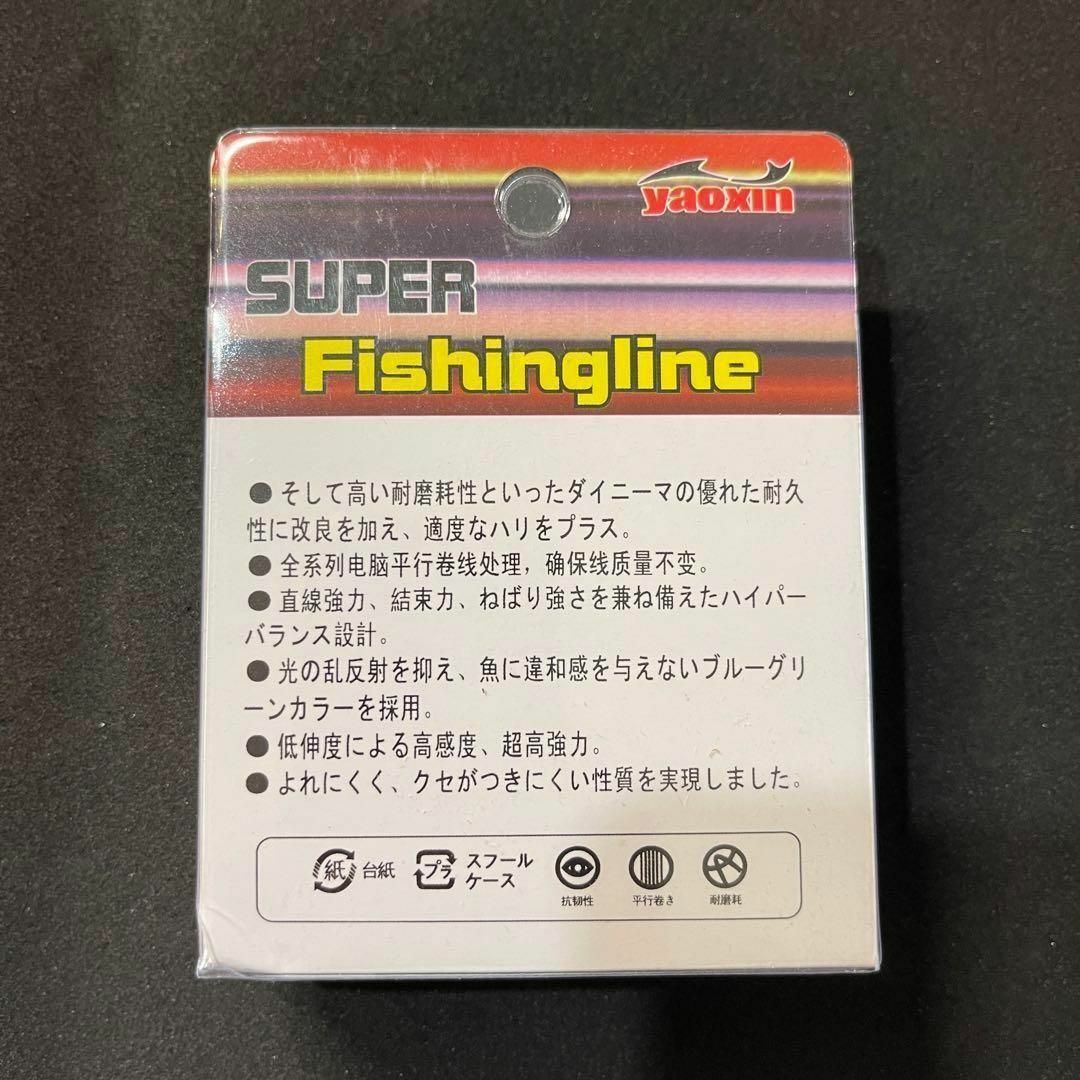 yaoxin
SUPER
Fishingline
● そして高い耐磨耗性といったダイニーマの優れた耐久
性に改良を加え、適度なハリをプラス。
● 全系列电脑平行卷线处理，确保线质量不变。
● 直線強力、結束力、ねばり強さを兼ね備えたハイパー
バランス設計。
● 光の乱反射を抑え、魚に違和感を与えないブルーグリ
ーンカラーを採用。
● 低伸度による高感度、超高強力。
● よれにくく、クセがつきにくい性質を実現しました。
紙 台紙 プラ スフール
ケース
抗韧性 平行巻き 耐磨耗